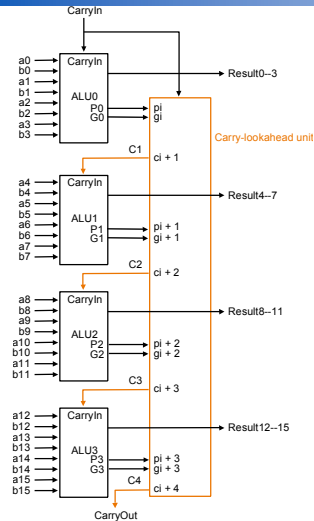 CarryIn
a0
b0
a1
b1
a2
b2
a3
b3
CarryIn
ALU0
P0
G0
pi
gi
Result0--3
Carry-lookahead unit
C1
ci + 1
a4
b4
a5
b5
a6
b6
a7
b7
CarryIn
ALU1
P1
G1
pi + 1
gi + 1
Result4--7
C2
ci + 2
a8
b8
a9
b9
a10
b10
a11
b11
CarryIn
ALU2
P2
G2
pi + 2
gi + 2
Result8--11
C3
ci + 3
a12
b12
a13
b13
a14
b14
a15
b15
CarryIn
ALU3
P3
G3
pi + 3
gi + 3
Result12--15
C4
ci + 4
CarryOut